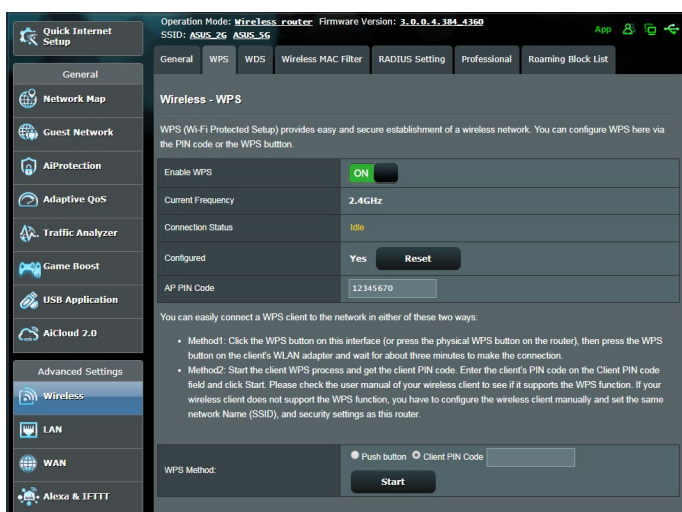 Quick Internet
Setup
General
Network Map
Guest Network
AiProtection
Adaptive QoS
Traffic Analyzer
Game Boost
USB Application
AiCloud 2.0
Advanced Settings
Wireless
LAN
WAN
Alexa & IFTTT
Operation Mode: Wireless router Firmware Version: 3.0.0.4.384_4360
SSID: ASUS_2G ASUS_5G
App
General WPS WDS Wireless MAC Filter RADIUS Setting Professional Roaming Block List
Wireless - WPS
WPS (Wi-Fi Protected Setup) provides easy and secure establishment of a wireless network. You can configure WPS here via
the PIN code or the WPS buttton.
Enable WPS ON
Current Frequency 2.4GHz
Connection Status Idle
Configured Yes Reset
AP PIN Code 12345670
You can easily connect a WPS client to the network in either of these two ways:
• Method1: Click the WPS button on this interface (or press the physical WPS button on the router), then press the WPS
button on the client's WLAN adapter and wait for about three minutes to make the connection.
• Method2: Start the client WPS process and get the client PIN code. Enter the client's PIN code on the Client PIN code
field and click Start. Please check the user manual of your wireless client to see if it supports the WPS function. If your
wireless client does not support the WPS function, you have to configure the wireless client manually and set the same
network Name (SSID), and security settings as this router.
WPS Method: Push button Client PIN Code
Start